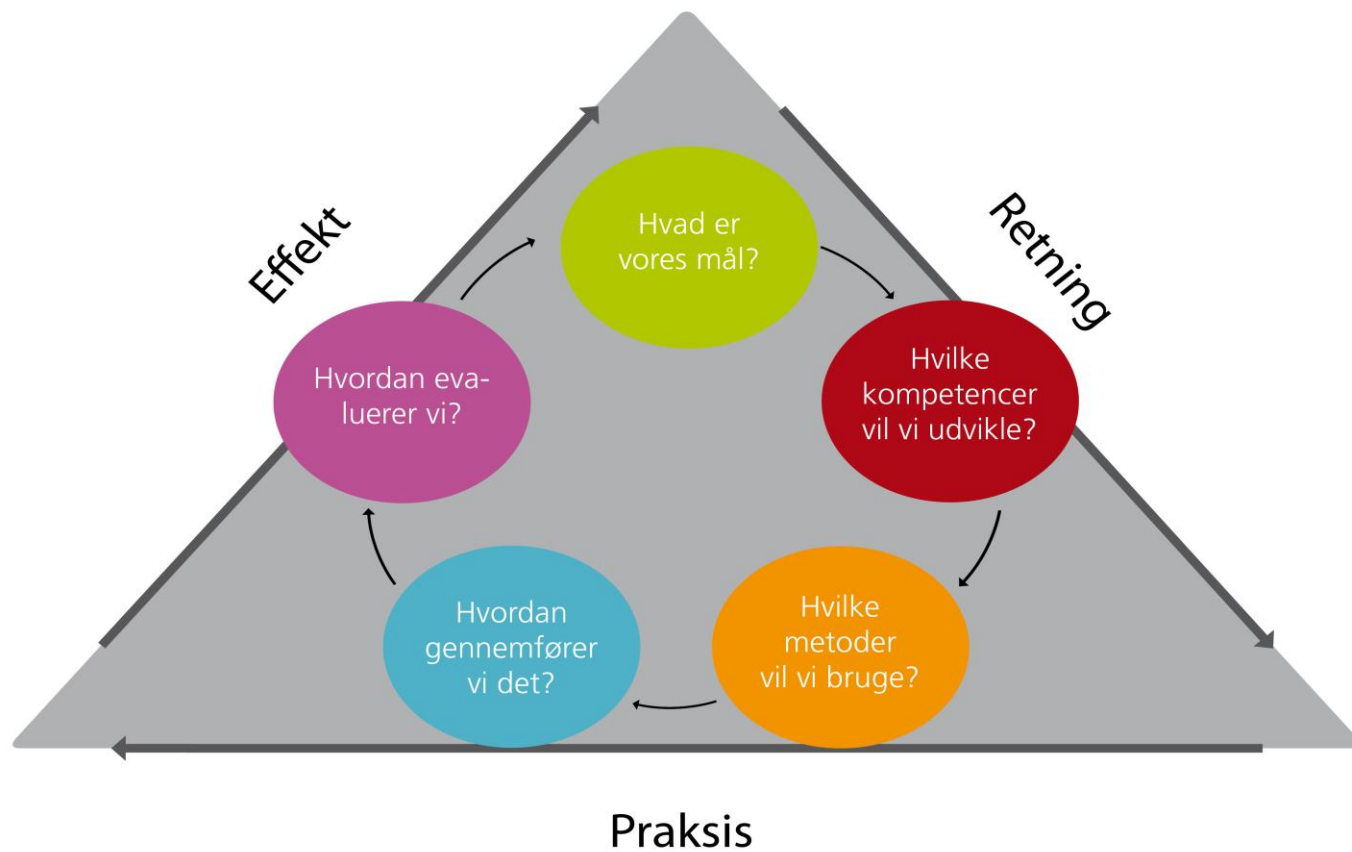 Effekt
Retning
Hvad er
vores mål?
Hvilke
kompetencer
vil vi udvikle?
Hvilke
metoder
vil vi bruge?
Hvordan
gennemfører
vi det?
Hvordan eva-
luerer vi?
Praksis